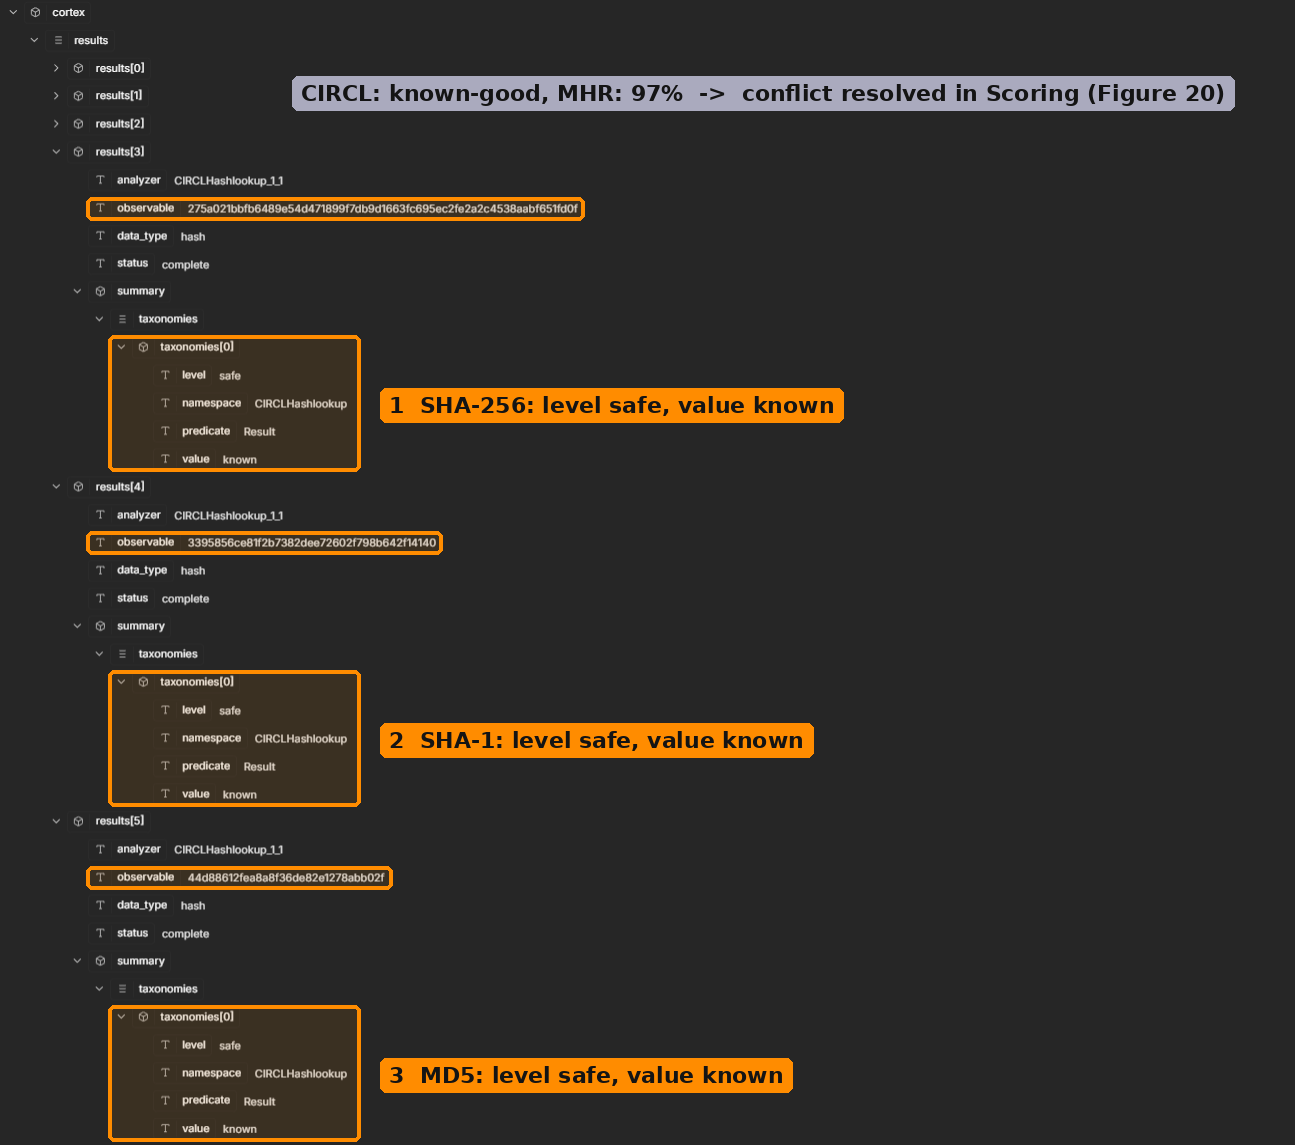 cortex
results
results[0]
CIRCL: known-good, MHR: 97% -> conflict resolved in Scoring (Figure 20)
results[1]
results[2]
results[3]
analyzer CIRCLHashlookup_1_1
observable 275a021bbfb6489e54d471899f7db9d1663fc695ec2fe2a2c4538aabf651fd0f
data_type hash
status complete
summary
taxonomies
taxonomies[0]
level safe
namespace CIRCLHashlookup
1 SHA-256: level safe, value known
predicate Result
value known
results[4]
analyzer CIRCLHashlookup_1_1
observable 3395856ce81f2b7382dee72602f798b642f14140
data_type hash
status complete
summary
taxonomies
taxonomies[0]
level safe
namespace CIRCLHashlookup
2 SHA-1: level safe, value known
predicate Result
value known
results[5]
analyzer CIRCLHashlookup_1_1
observable 44d88612fea8a8f36de82e1278abb02f
data_type hash
status complete
summary
taxonomies
taxonomies[0]
level safe
namespace CIRCLHashlookup
3 MD5: level safe, value known
predicate Result
value known